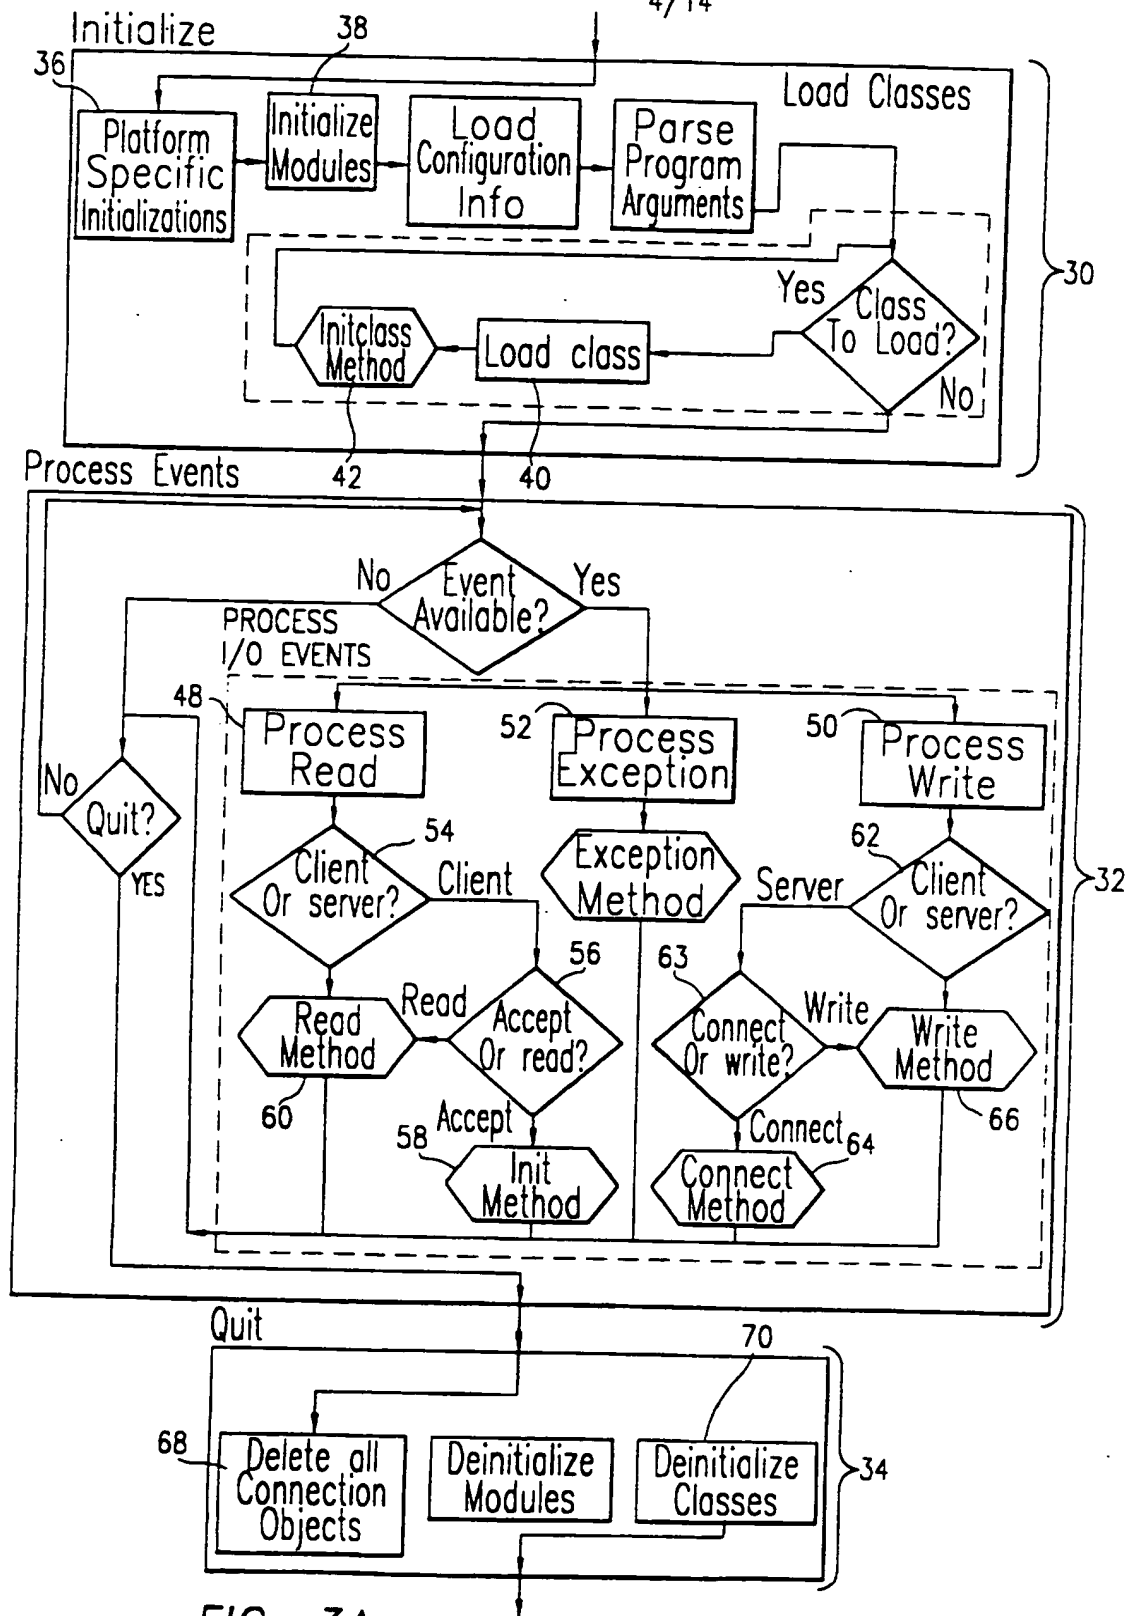 4/14
Initialize
38
36
Load Classes
Platform
Specific
Initializations
Initialize
Modules
Load
Configuration
Info
Parse
Program
Arguments
30
Yes
Class
To Load?
No
Initclass
Method
Load class
42
40
Process Events
No
Event
Available?
Yes
PROCESS
I/O EVENTS
48
Process
Read
52
Process
Exception
50
Process
Write
No
Quit?
YES
54
Client
Or server?
Client
Exception
Method
62
Server
Client
Or server?
32
56
63
Read
Method
Read
Accept
Or read?
Connect
Or write?
Write
Write
Method
60
66
Accept
58
Init
Method
Connect
64
Connect
Method
Quit
70
68
Delete all
Connection
Objects
Deinitialize
Modules
Deinitialize
Classes
34
FIG. 3A